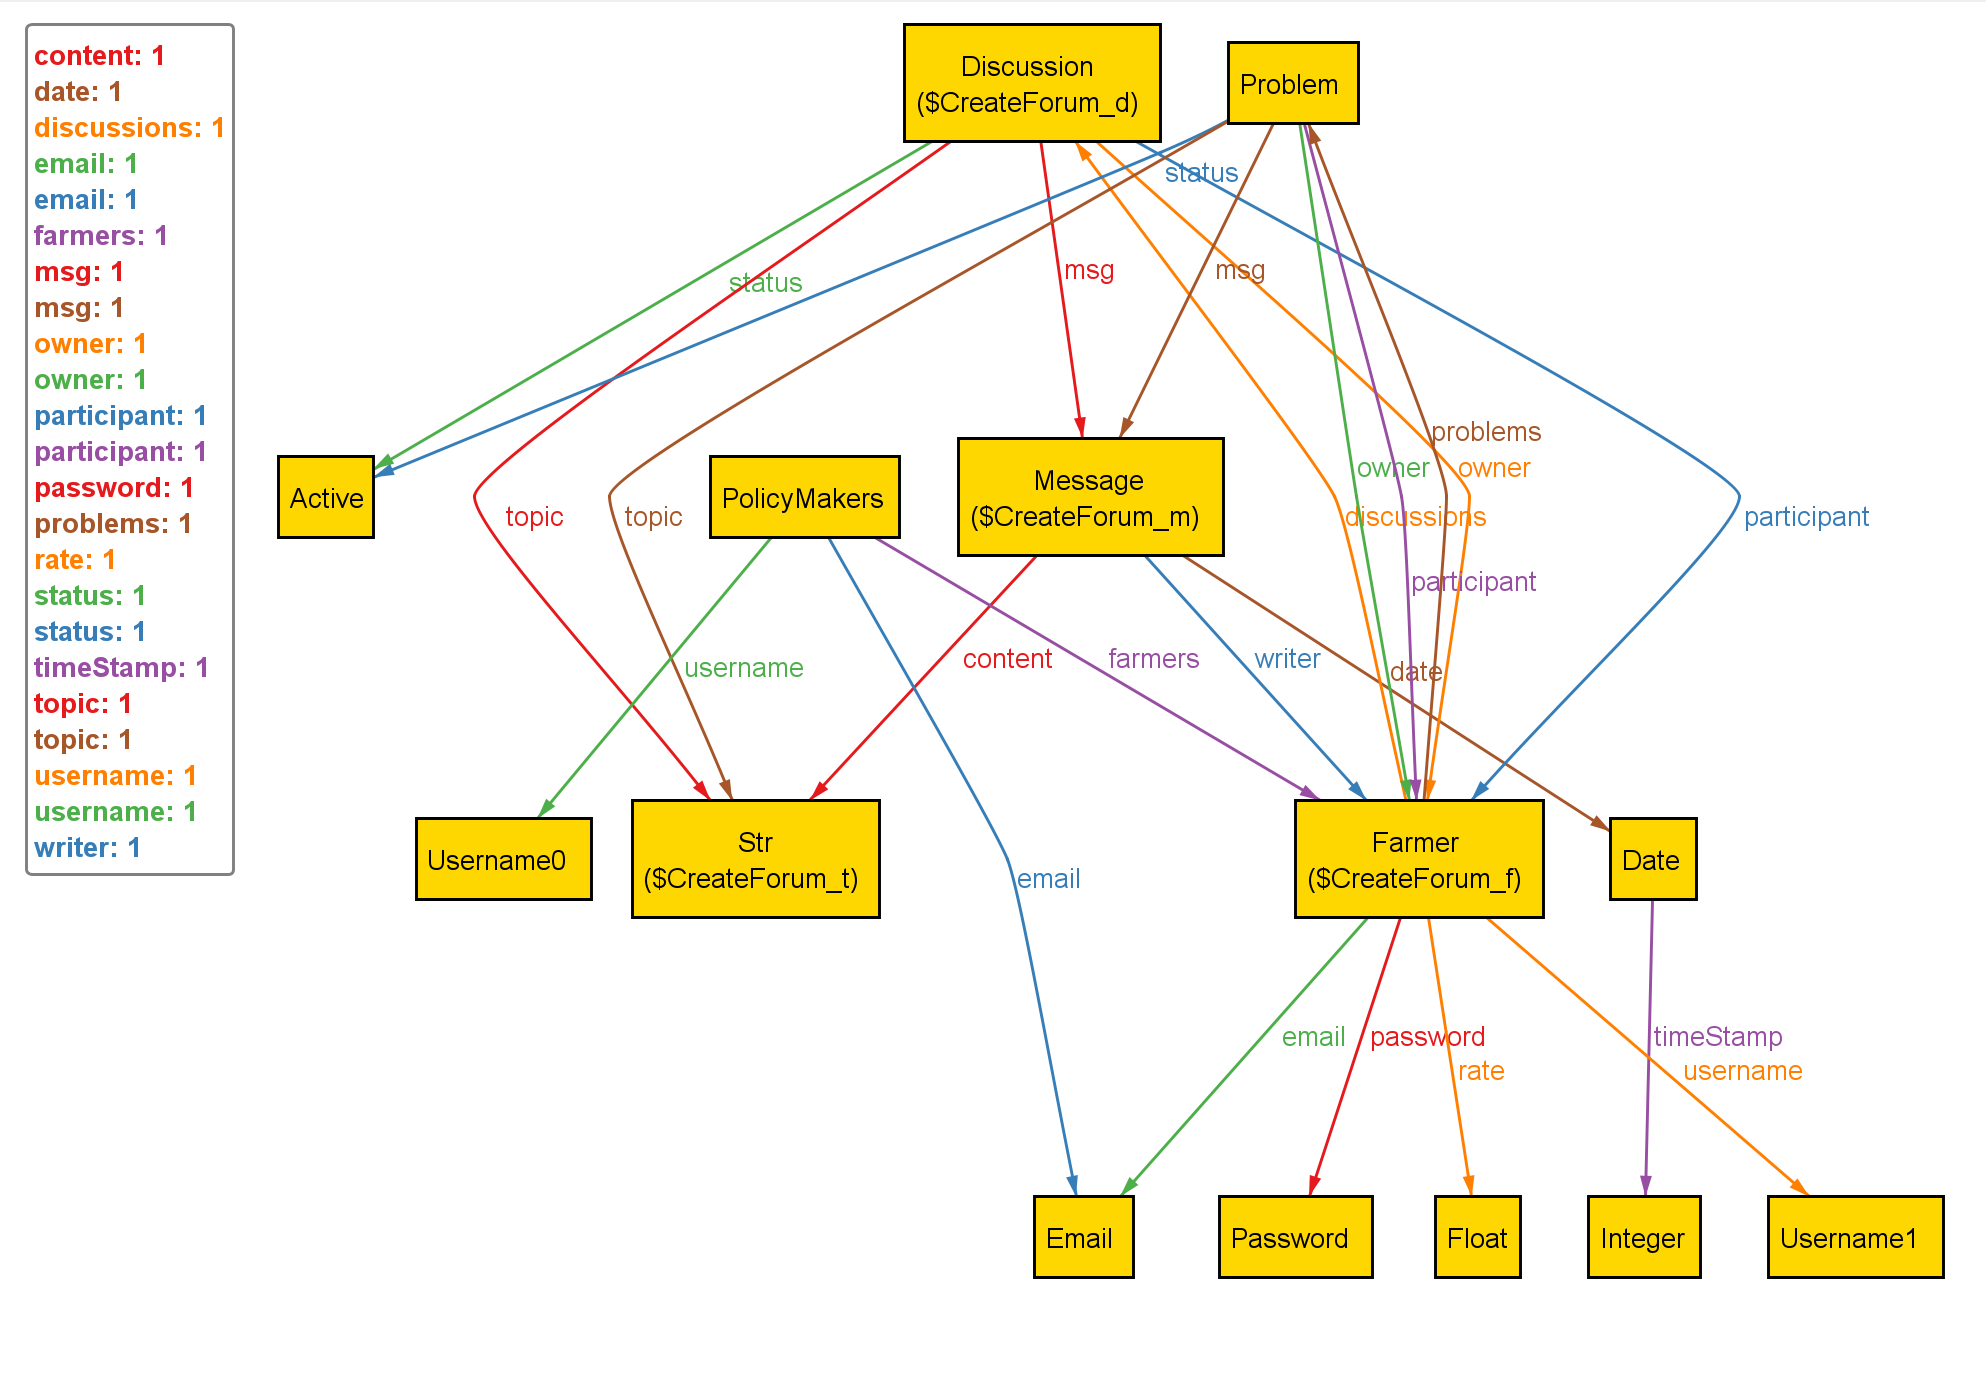 content: 1
date: 1
discussions: 1
email: 1
email: 1
farmers: 1
msg: 1
msg: 1
owner: 1
owner: 1
participant: 1
participant: 1
password: 1
problems: 1
rate: 1
status: 1
status: 1
timeStamp: 1
topic: 1
topic: 1
username: 1
username: 1
writer: 1
Discussion
($CreateForum_d)
Problem
status
status
msg
msg
problems
owner
owner
Active
PolicyMakers
Message
($CreateForum_m)
topic
topic
discussions
participant
participant
username
content
farmers
writer
date
Username0
Str
($CreateForum_t)
email
Farmer
($CreateForum_f)
Date
email
password
rate
timeStamp
username
Email
Password
Float
Integer
Username1